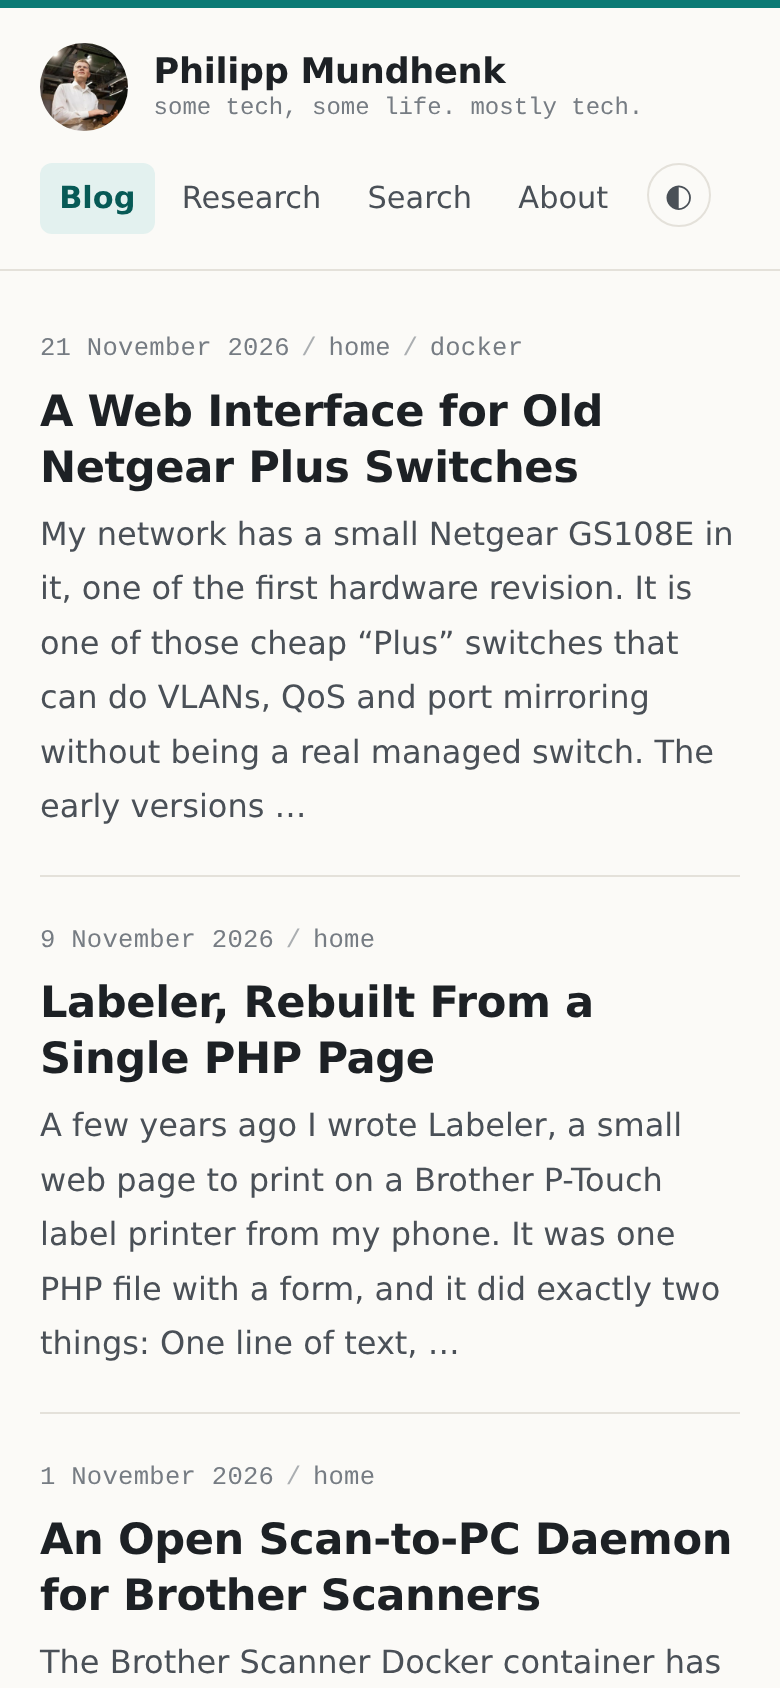 Philipp Mundhenk
some tech, some life. mostly tech.
Blog Research Search About
21 November 2026 / home / docker
A Web Interface for Old
Netgear Plus Switches
My network has a small Netgear GS108E in
it, one of the first hardware revision. It is
one of those cheap “Plus” switches that
can do VLANs, QoS and port mirroring
without being a real managed switch. The
early versions …
9 November 2026 / home
Labeler, Rebuilt From a
Single PHP Page
A few years ago I wrote Labeler, a small
web page to print on a Brother P-Touch
label printer from my phone. It was one
PHP file with a form, and it did exactly two
things: One line of text, …
1 November 2026 / home
An Open Scan-to-PC Daemon
for Brother Scanners
The Brother Scanner Docker container has